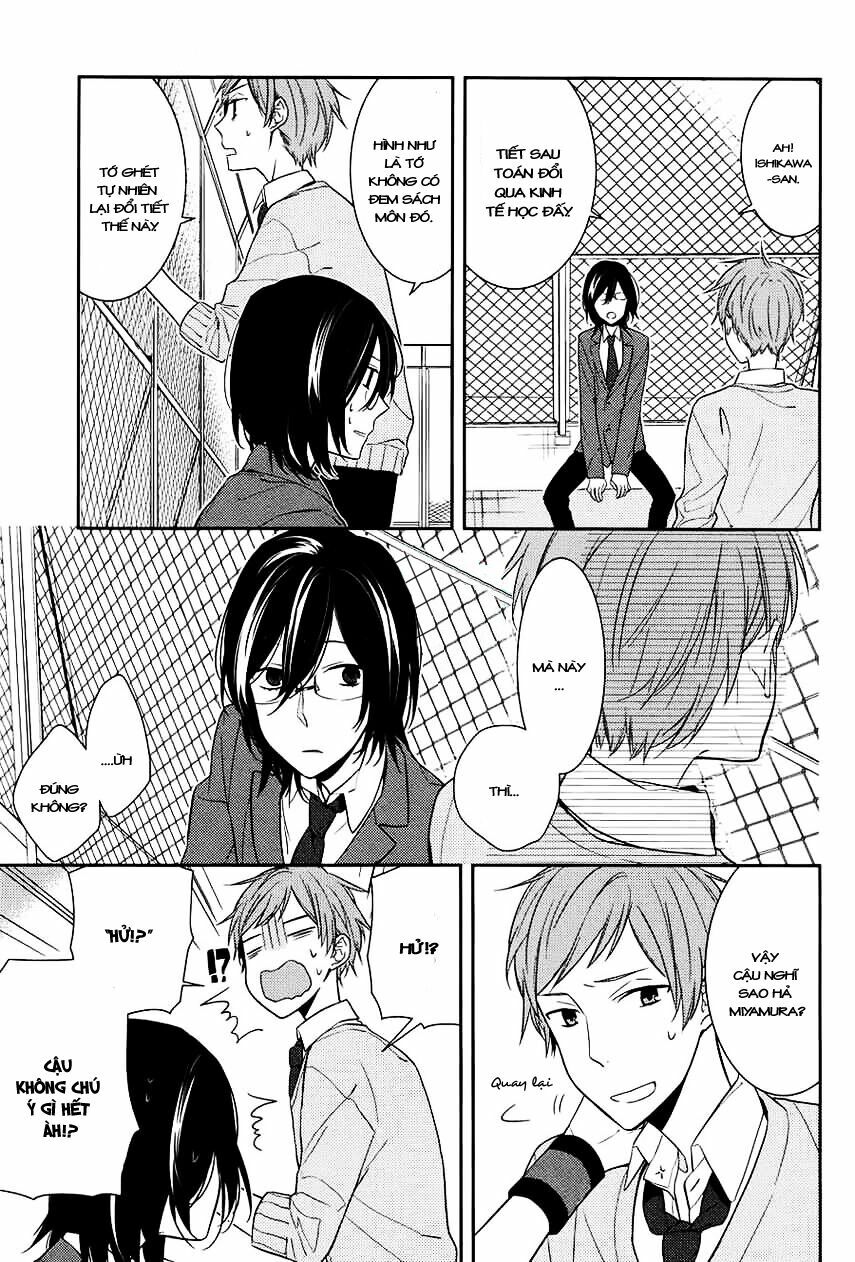 AH!
ISHIKAWA
-SAN.
TIẾT SAU
TOÁN ĐỔI
QUA KINH
TẾ HỌC ĐẤY
HÌNH NHƯ
LÀ TỚ
KHÔNG CÓ
ĐEM SÁCH
MÔN ĐÓ.
TỚ GHÉT
TỰ NHIÊN
LẠI ĐỔI TIẾT
THẾ NÀY
MÀ NÀY
...
THÌ...
....ỪH
ĐÚNG
KHÔNG?
VẬY
CẬU NGHĨ
SAO HẢ
MIYAMURA?
Quay lại
HỬ!?
!?
"HỬ!?"
CẬU
KHÔNG CHÚ
Ý GÌ HẾT
ÀH!?